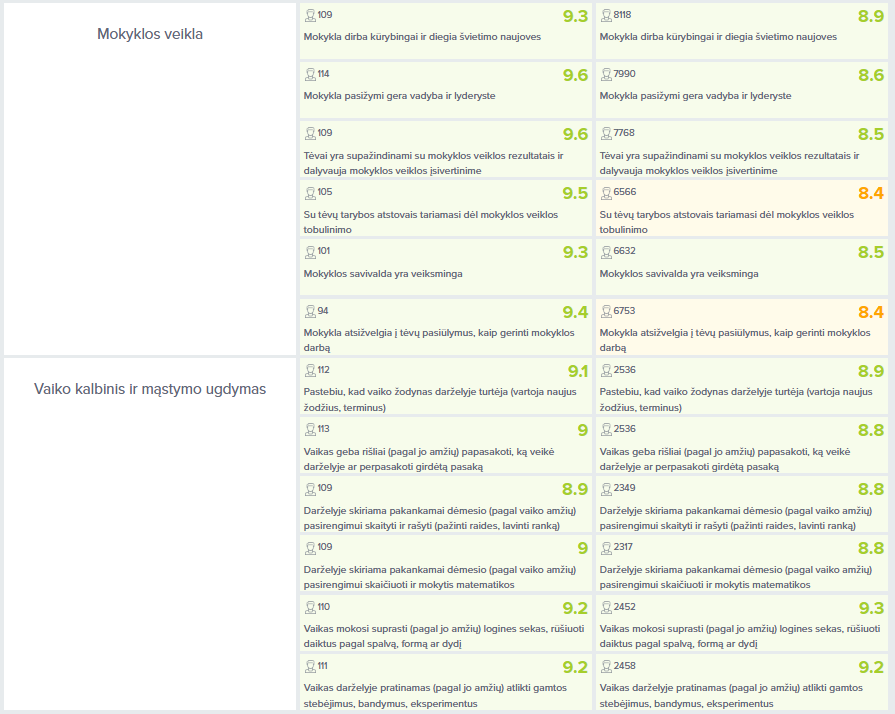 Mokyklos veikla
109 9.3
Mokykla dirba kūrybingai ir diegia švietimo naujoves
8118 8.9
Mokykla dirba kūrybingai ir diegia švietimo naujoves
114 9.6
Mokykla pasižymi gera vadyba ir lyderyste
7990 8.6
Mokykla pasižymi gera vadyba ir lyderyste
109 9.6
Tėvai yra supažindinami su mokyklos veiklos rezultatais ir
dalyvauja mokyklos veiklos įsivertinime
7768 8.5
Tėvai yra supažindinami su mokyklos veiklos rezultatais ir
dalyvauja mokyklos veiklos įsivertinime
105 9.5
Su tėvų tarybos atstovais tariamasi dėl mokyklos veiklos
tobulinimo
6566 8.4
Su tėvų tarybos atstovais tariamasi dėl mokyklos veiklos
tobulinimo
101 9.3
Mokyklos savivalda yra veiksminga
6632 8.5
Mokyklos savivalda yra veiksminga
94 9.4
Mokykla atsižvelgia į tėvų pasiūlymus, kaip gerinti mokyklos
darbą
6753 8.4
Mokykla atsižvelgia į tėvų pasiūlymus, kaip gerinti mokyklos
darbą
Vaiko kalbinis ir mąstymo ugdymas
112 9.1
Pastebiu, kad vaiko žodynas darželyje turtėja (vartoja naujus
žodžius, terminus)
2536 8.9
Pastebiu, kad vaiko žodynas darželyje turtėja (vartoja naujus
žodžius, terminus)
113 9
Vaikas geba rišliai (pagal jo amžių) papasakoti, ką veikė
darželyje ar perpasakoti girdėtą pasaką
2536 8.8
Vaikas geba rišliai (pagal jo amžių) papasakoti, ką veikė
darželyje ar perpasakoti girdėtą pasaką
109 8.9
Darželyje skiriama pakankamai dėmesio (pagal vaiko amžių)
pasirengimui skaityti ir rašyti (pažinti raides, lavinti ranką)
2349 8.8
Darželyje skiriama pakankamai dėmesio (pagal vaiko amžių)
pasirengimui skaityti ir rašyti (pažinti raides, lavinti ranką)
109 9
Darželyje skiriama pakankamai dėmesio (pagal vaiko amžių)
pasirengimui skaičiuoti ir mokytis matematikos
2317 8.8
Darželyje skiriama pakankamai dėmesio (pagal vaiko amžių)
pasirengimui skaičiuoti ir mokytis matematikos
110 9.2
Vaikas mokosi suprasti (pagal jo amžių) logines sekas, rūšiuoti
daiktus pagal spalvą, formą ar dydį
2452 9.3
Vaikas mokosi suprasti (pagal jo amžių) logines sekas, rūšiuoti
daiktus pagal spalvą, formą ar dydį
111 9.2
Vaikas darželyje pratinamas (pagal jo amžių) atlikti gamtos
stebėjimus, bandymus, eksperimentus
2458 9.2
Vaikas darželyje pratinamas (pagal jo amžių) atlikti gamtos
stebėjimus, bandymus, eksperimentus